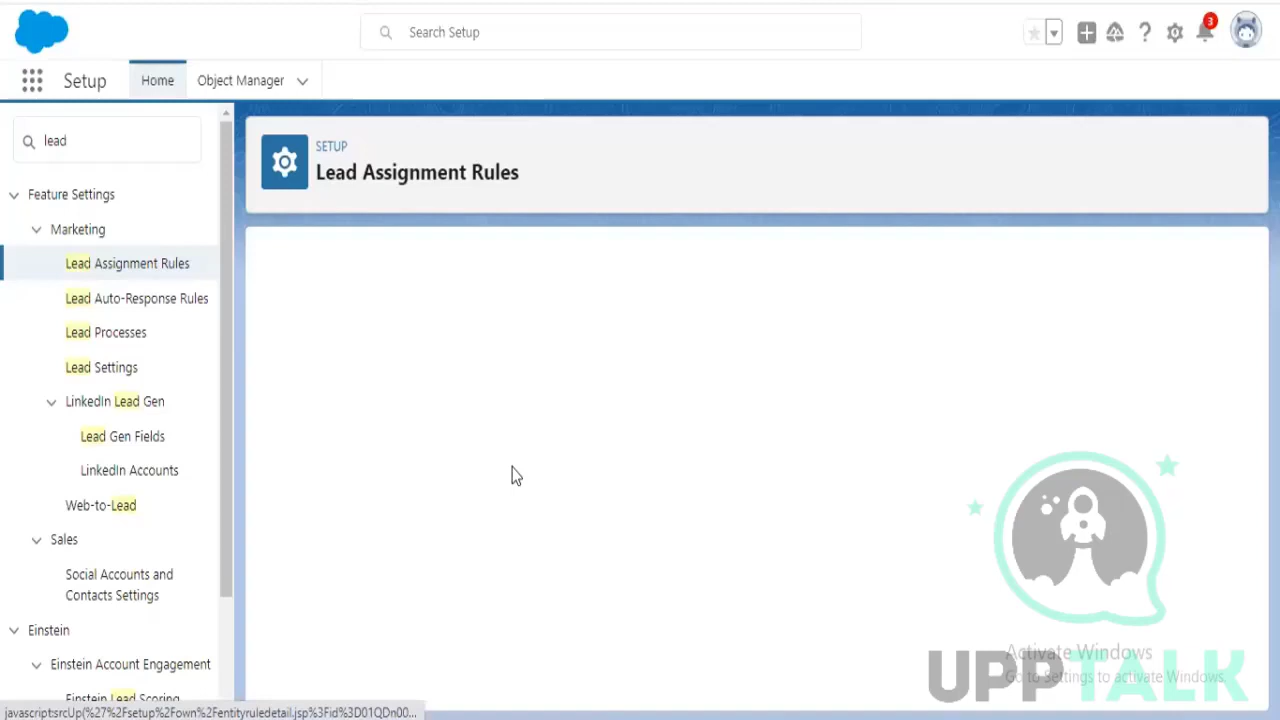 Search Setup
3
Setup
Home
Object Manager
lead
Feature Settings
Marketing
Lead Assignment Rules
Lead Auto-Response Rules
Lead Processes
Lead Settings
LinkedIn Lead Gen
Lead Gen Fields
LinkedIn Accounts
Web-to-Lead
Sales
Social Accounts and
Contacts Settings
Einstein
Einstein Account Engagement
Einstein Lead Scoring
SETUP
Lead Assignment Rules
Activate Windows
Go to Settings to activate Windows.
UPPTALK
javascript:srcUp(%27%2Fsetup%2Fown%2Fentityruledetail.jsp%3Fid%3D01QDn00...